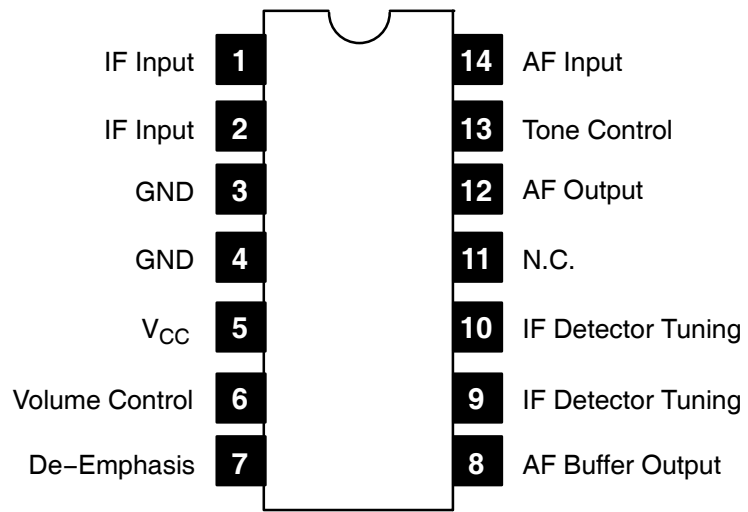 IF Input 1 14 AF Input
IF Input 2 13 Tone Control
GND 3 12 AF Output
GND 4 11 N.C.
VCC 5 10 IF Detector Tuning
Volume Control 6 9 IF Detector Tuning
De−Emphasis 7 8 AF Buffer Output